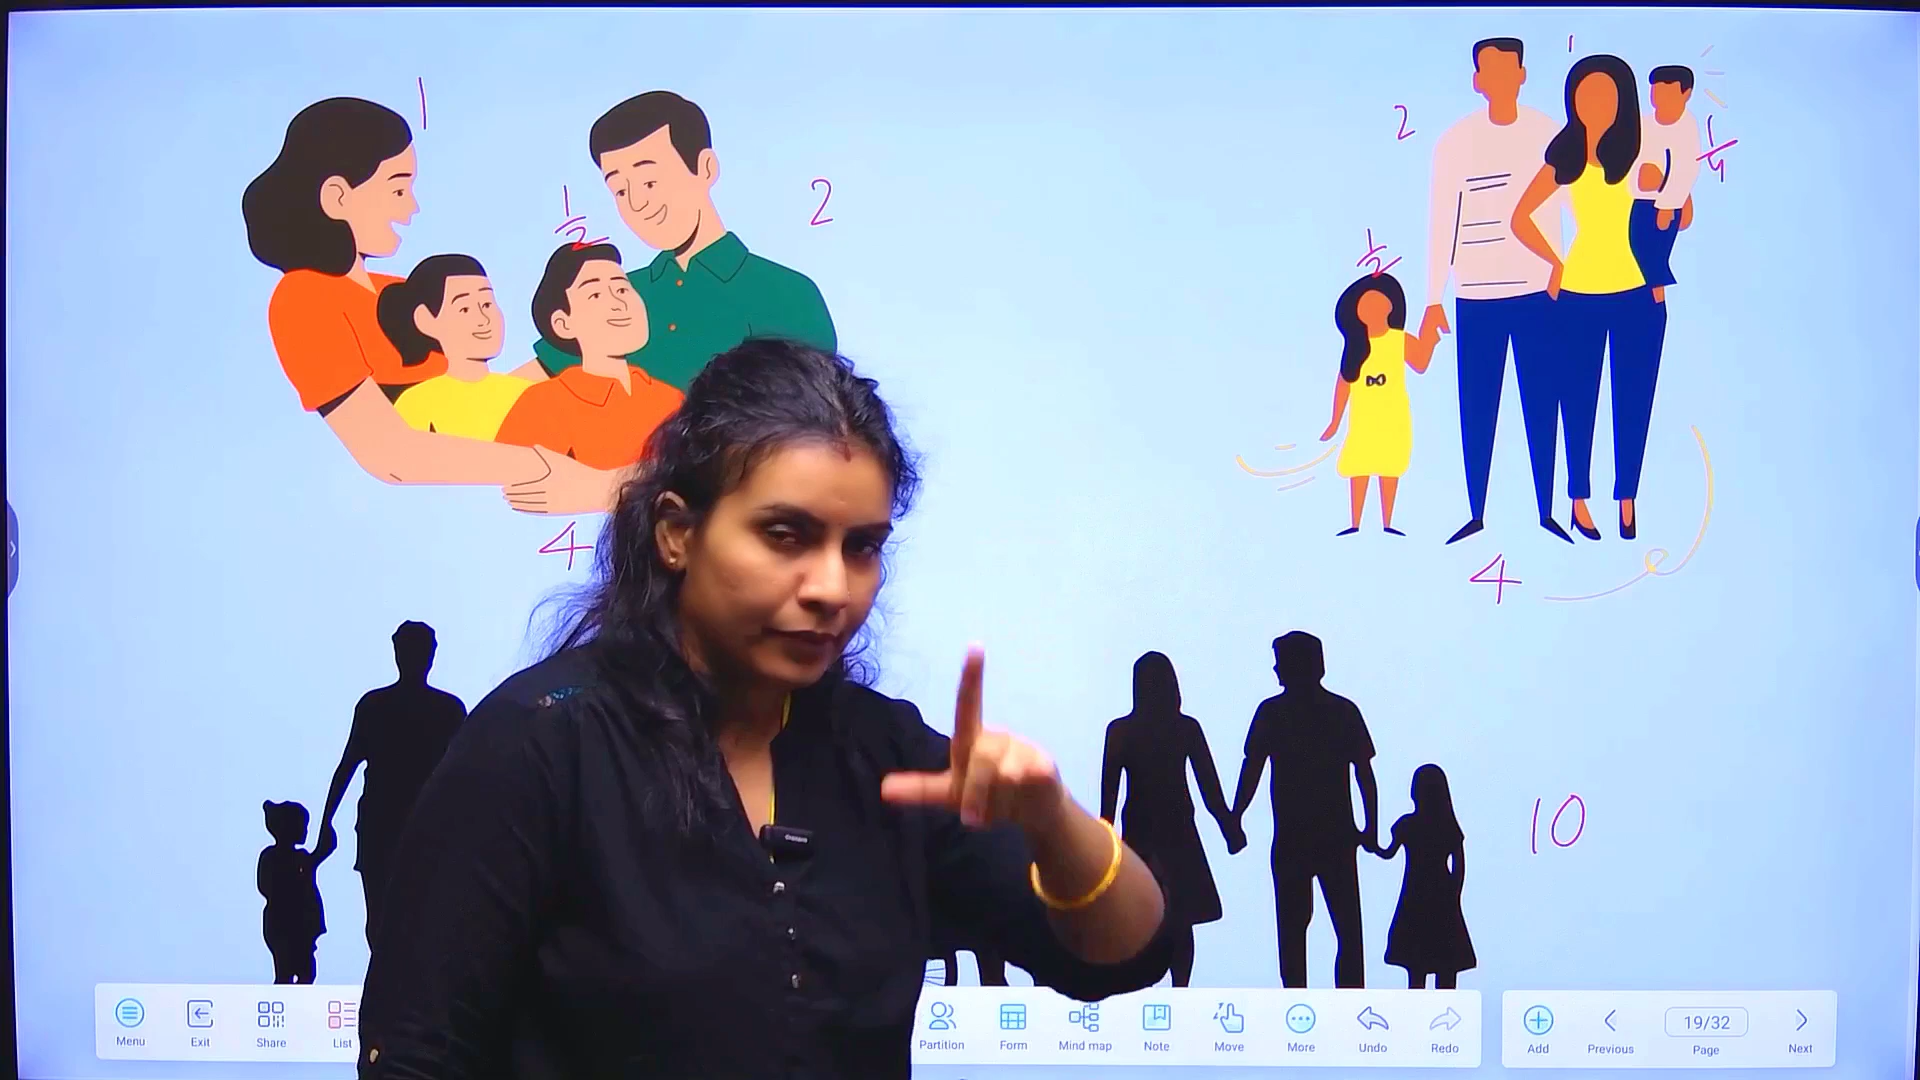 1
1/2
2
4
1
2
1/4
1/2
4
10
Menu
Exit
Share
List
Partition
Form
Mind map
Note
Move
More
Undo
Redo
Add
Previous
19/32
Page
Next